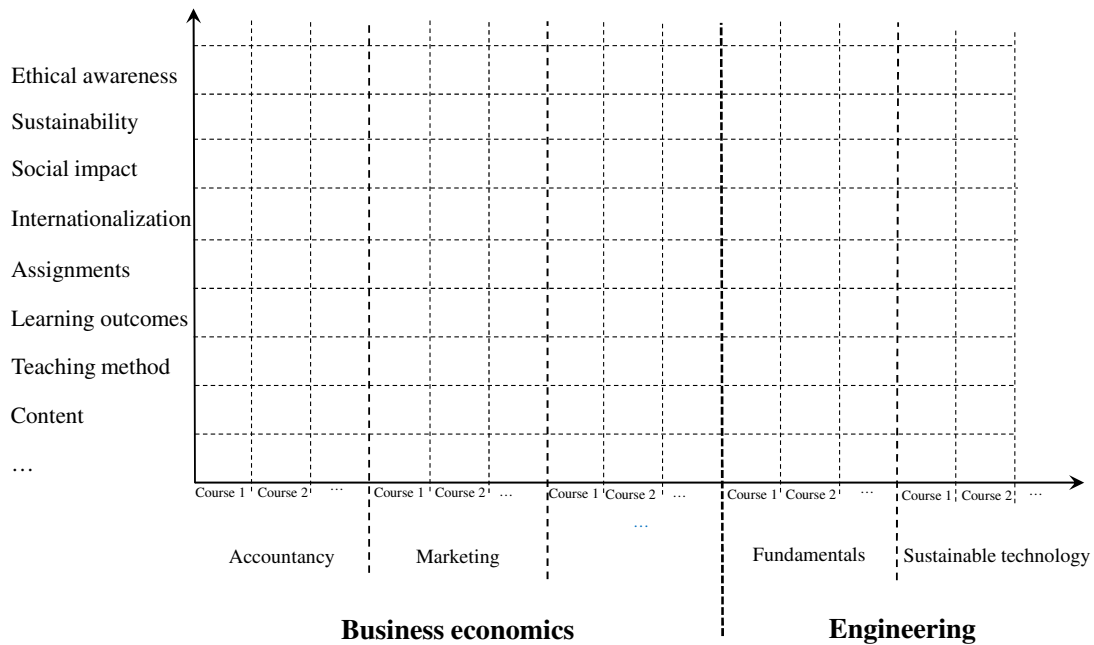 Ethical awareness
Sustainability
Social impact
Internationalization
Assignments
Learning outcomes
Teaching method
Content
…
Course 1 Course 2 … Course 1 Course 2 … Course 1 Course 2 … Course 1 Course 2 … Course 1 Course 2 …
…
Accountancy Marketing Fundamentals Sustainable technology
Business economics Engineering